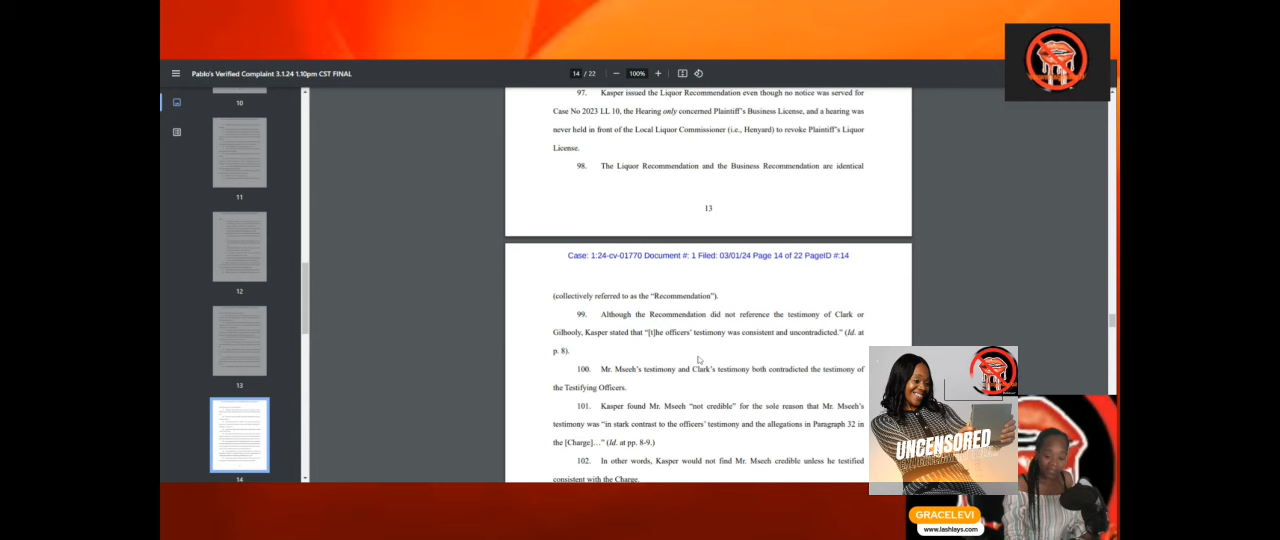 Pablo's Verified Complaint 3.1.24 1.10pm CST FINAL
14 / 22
100%
10
11
12
13
14
97. Kasper issued the Liquor Recommendation even though no notice was served for
Case No 2023 LL 10, the Hearing only concerned Plaintiff's Business License, and a hearing was
never held in front of the Local Liquor Commissioner (i.e., Henyard) to revoke Plaintiff's Liquor
License.
98. The Liquor Recommendation and the Business Recommendation are identical
13
Case: 1:24-cv-01770 Document #: 1 Filed: 03/01/24 Page 14 of 22 PageID #:14
(collectively referred to as the “Recommendation”).
99. Although the Recommendation did not reference the testimony of Clark or
Gilhooly, Kasper stated that “[t]he officers' testimony was consistent and uncontradicted.” (Id. at
p. 8).
100. Mr. Mseeh's testimony and Clark's testimony both contradicted the testimony of
the Testifying Officers.
101. Kasper found Mr. Mseeh “not credible” for the sole reason that Mr. Mseeh's
testimony was “in stark contrast to the officers' testimony and the allegations in Paragraph 32 in
the [Charge]…” (Id. at pp. 8-9.)
102. In other words, Kasper would not find Mr. Mseeh credible unless he testified
consistent with the Charge.
UNCENSORED
GRACELEVI
www.lashlays.com